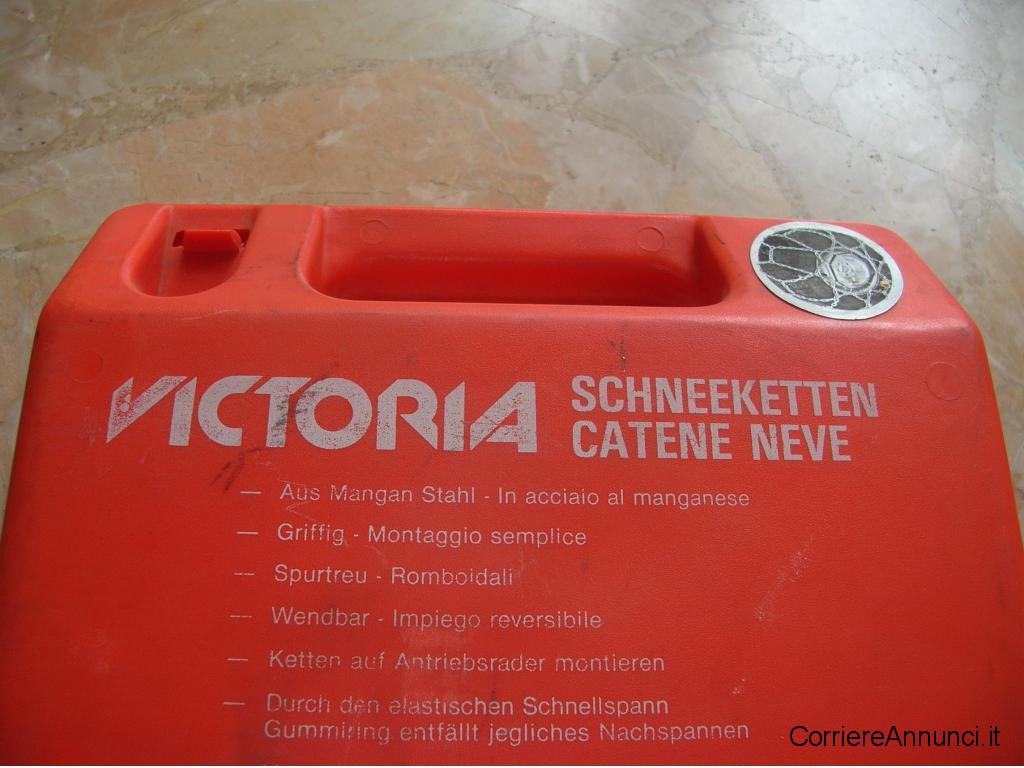 VICTORIA
SCHNEEKETTEN
CATENE NEVE
— Aus Mangan Stahl - In acciaio al manganese
— Griffig - Montaggio semplice
— Spurtreu - Romboidali
— Wendbar - Impiego reversibile
— Ketten auf Antriebsrader montieren
— Durch den elastischen Schnellspann
Gummiring entfällt jegliches Nachspannen
CorriereAnnunci.it